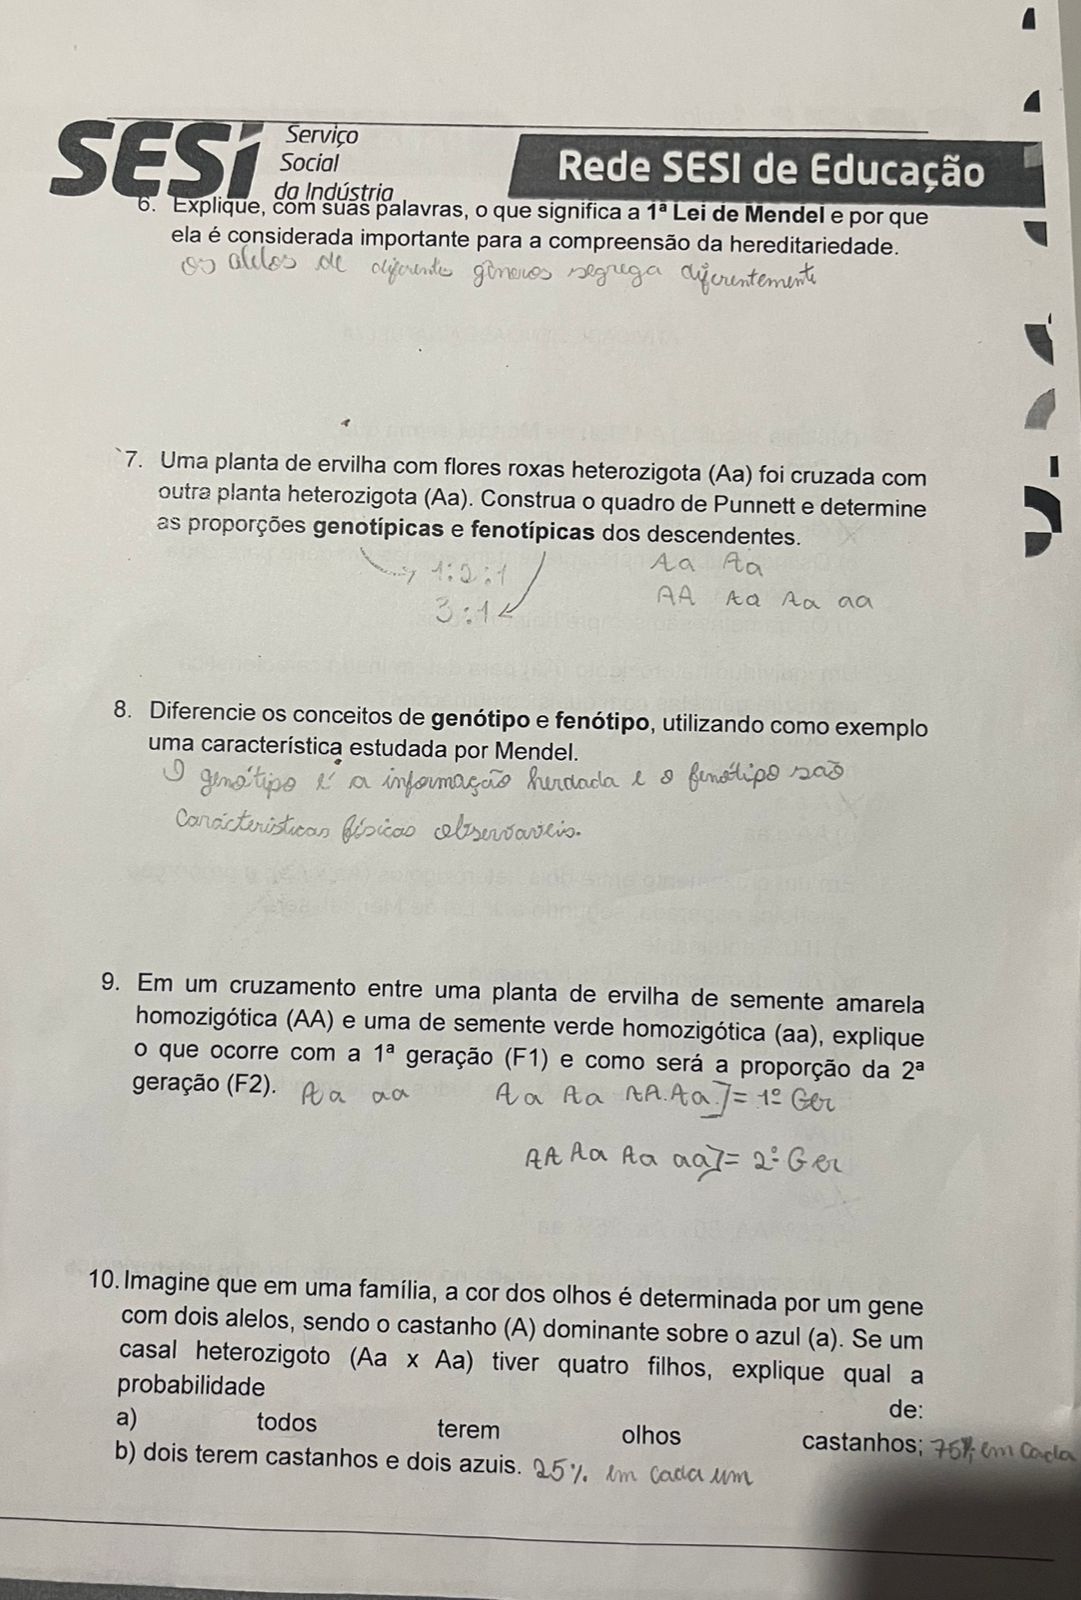 SESI Serviço
Social
da Indústria
Rede SESI de Educação
6. Explique, com suas palavras, o que significa a 1ª Lei de Mendel e por que
ela é considerada importante para a compreensão da hereditariedade.
os alelos de diferentes gêneros segrega diferentemente
7. Uma planta de ervilha com flores roxas heterozigota (Aa) foi cruzada com
outra planta heterozigota (Aa). Construa o quadro de Punnett e determine
as proporções genotípicas e fenotípicas dos descendentes.
1:2:1
3:1
Aa Aa
AA Aa Aa aa
8. Diferencie os conceitos de genótipo e fenótipo, utilizando como exemplo
uma característica estudada por Mendel.
O genótipo é a informação herdada e o fenótipo são
Carácteristicas físicas observaveis.
9. Em um cruzamento entre uma planta de ervilha de semente amarela
homozigótica (AA) e uma de semente verde homozigótica (aa), explique
o que ocorre com a 1ª geração (F1) e como será a proporção da 2ª
geração (F2). Aa aa Aa Aa AA.Aa.]= 1º Ger
AA Aa Aa aa]= 2º Ger
10. Imagine que em uma família, a cor dos olhos é determinada por um gene
com dois alelos, sendo o castanho (A) dominante sobre o azul (a). Se um
casal heterozigoto (Aa x Aa) tiver quatro filhos, explique qual a
probabilidade de:
a) todos terem olhos castanhos; 75% em cada
b) dois terem castanhos e dois azuis. 25% em cada um